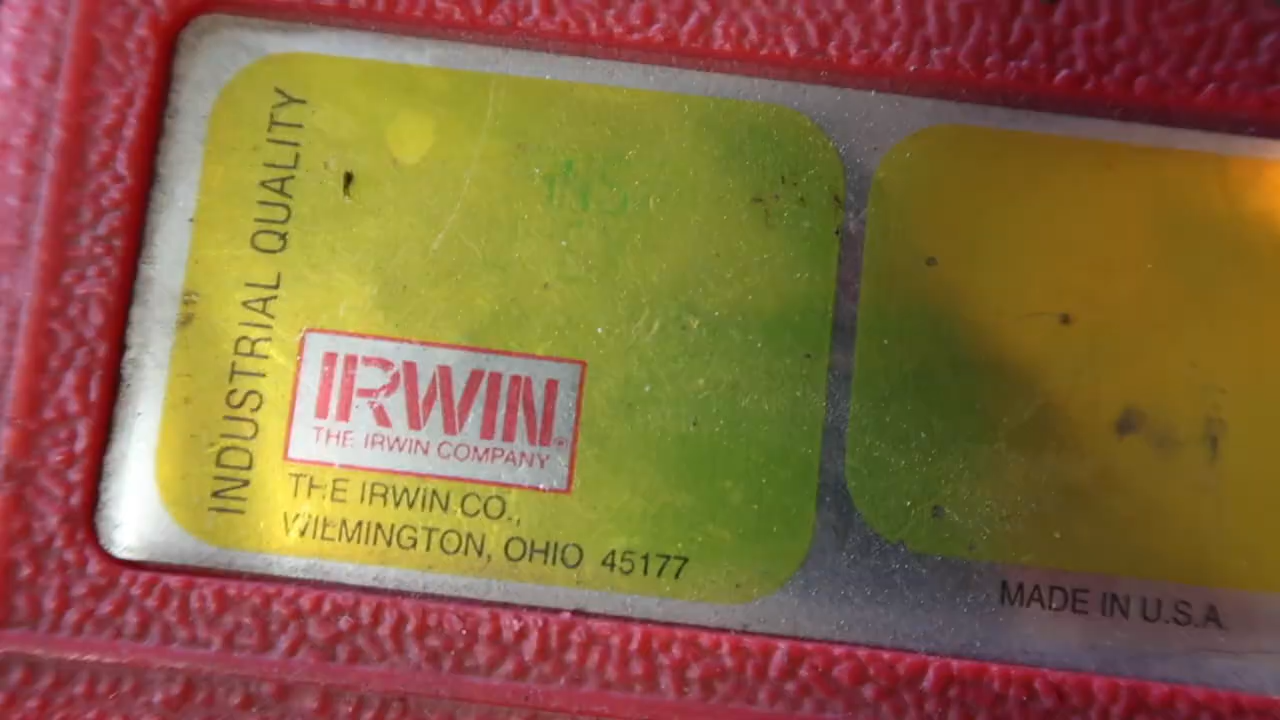 INDUSTRIAL QUALITY
IRWIN
THE IRWIN COMPANY
THE IRWIN CO.,
WILMINGTON, OHIO 45177
MADE IN U.S.A